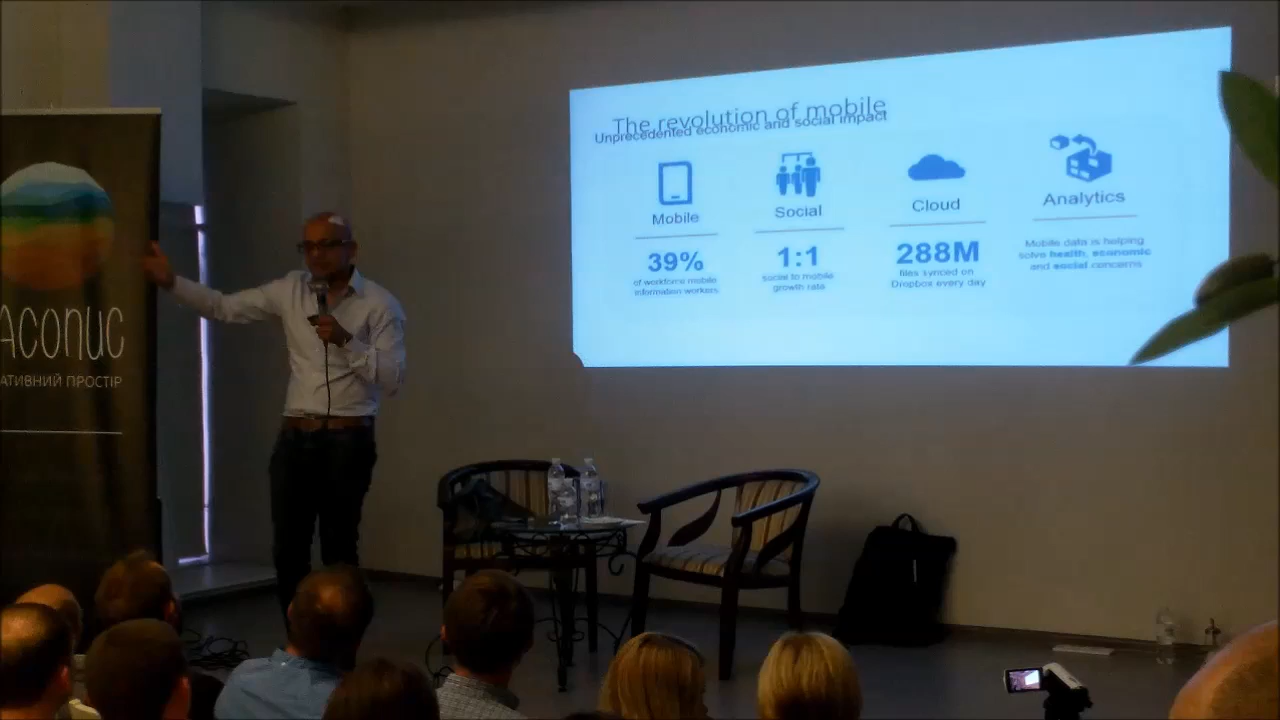 The revolution of mobile
Unprecedented economic and social impact
Mobile
39%
of workforce mobile
information workers
Social
1:1
social to mobile
growth rate
Cloud
288M
files synced on
Dropbox every day
Analytics
Mobile data is helping
solve health, economic
and social concerns
ЧАСОПИС
АТИВНИЙ ПРОСТІР